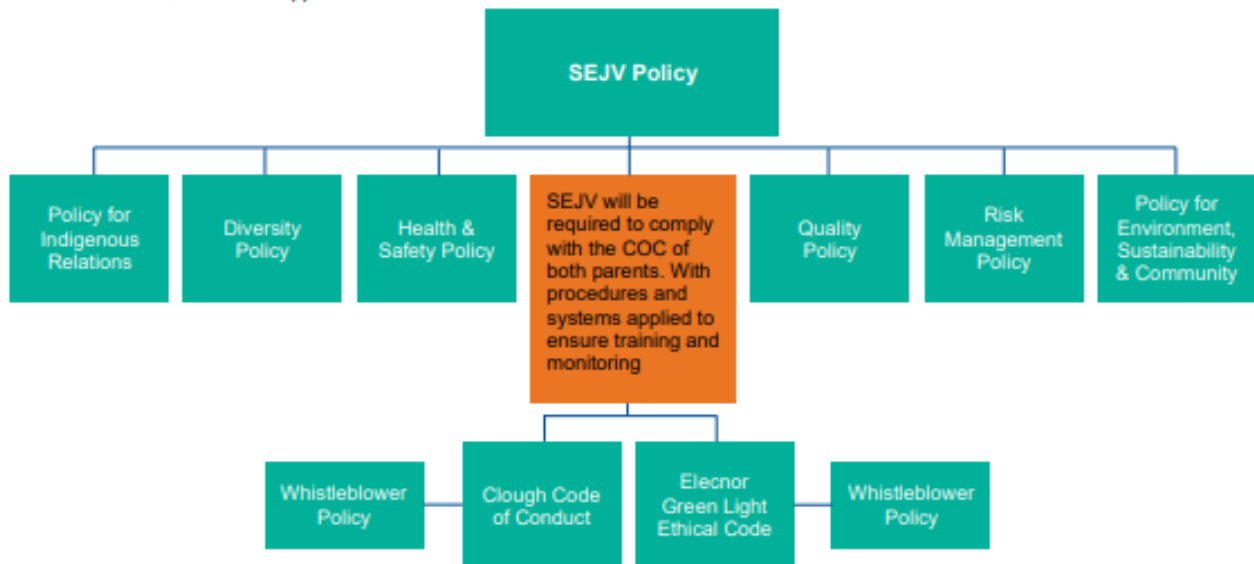 SEJV Policy
Policy for
Indigenous
Relations
Diversity
Policy
Health &
Safety Policy
SEJV will be
required to comply
with the COC of
both parents. With
procedures and
systems applied to
ensure training and
monitoring
Quality
Policy
Risk
Management
Policy
Policy for
Environment,
Sustainability
& Community
Whistleblower
Policy
Clough Code
of Conduct
Elecnor
Green Light
Ethical Code
Whistleblower
Policy